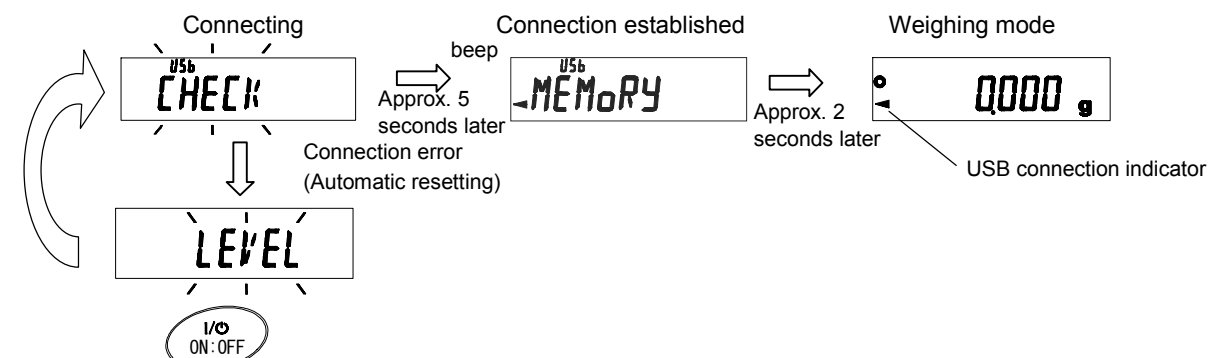 Connecting
Connection established
Weighing mode
beep
USb
CHECK
Approx. 5
seconds later
USb
MEMoRY
Approx. 2
seconds later
0.000 g
USB connection indicator
Connection error
(Automatic resetting)
LEVEL
I/⏻
ON:OFF